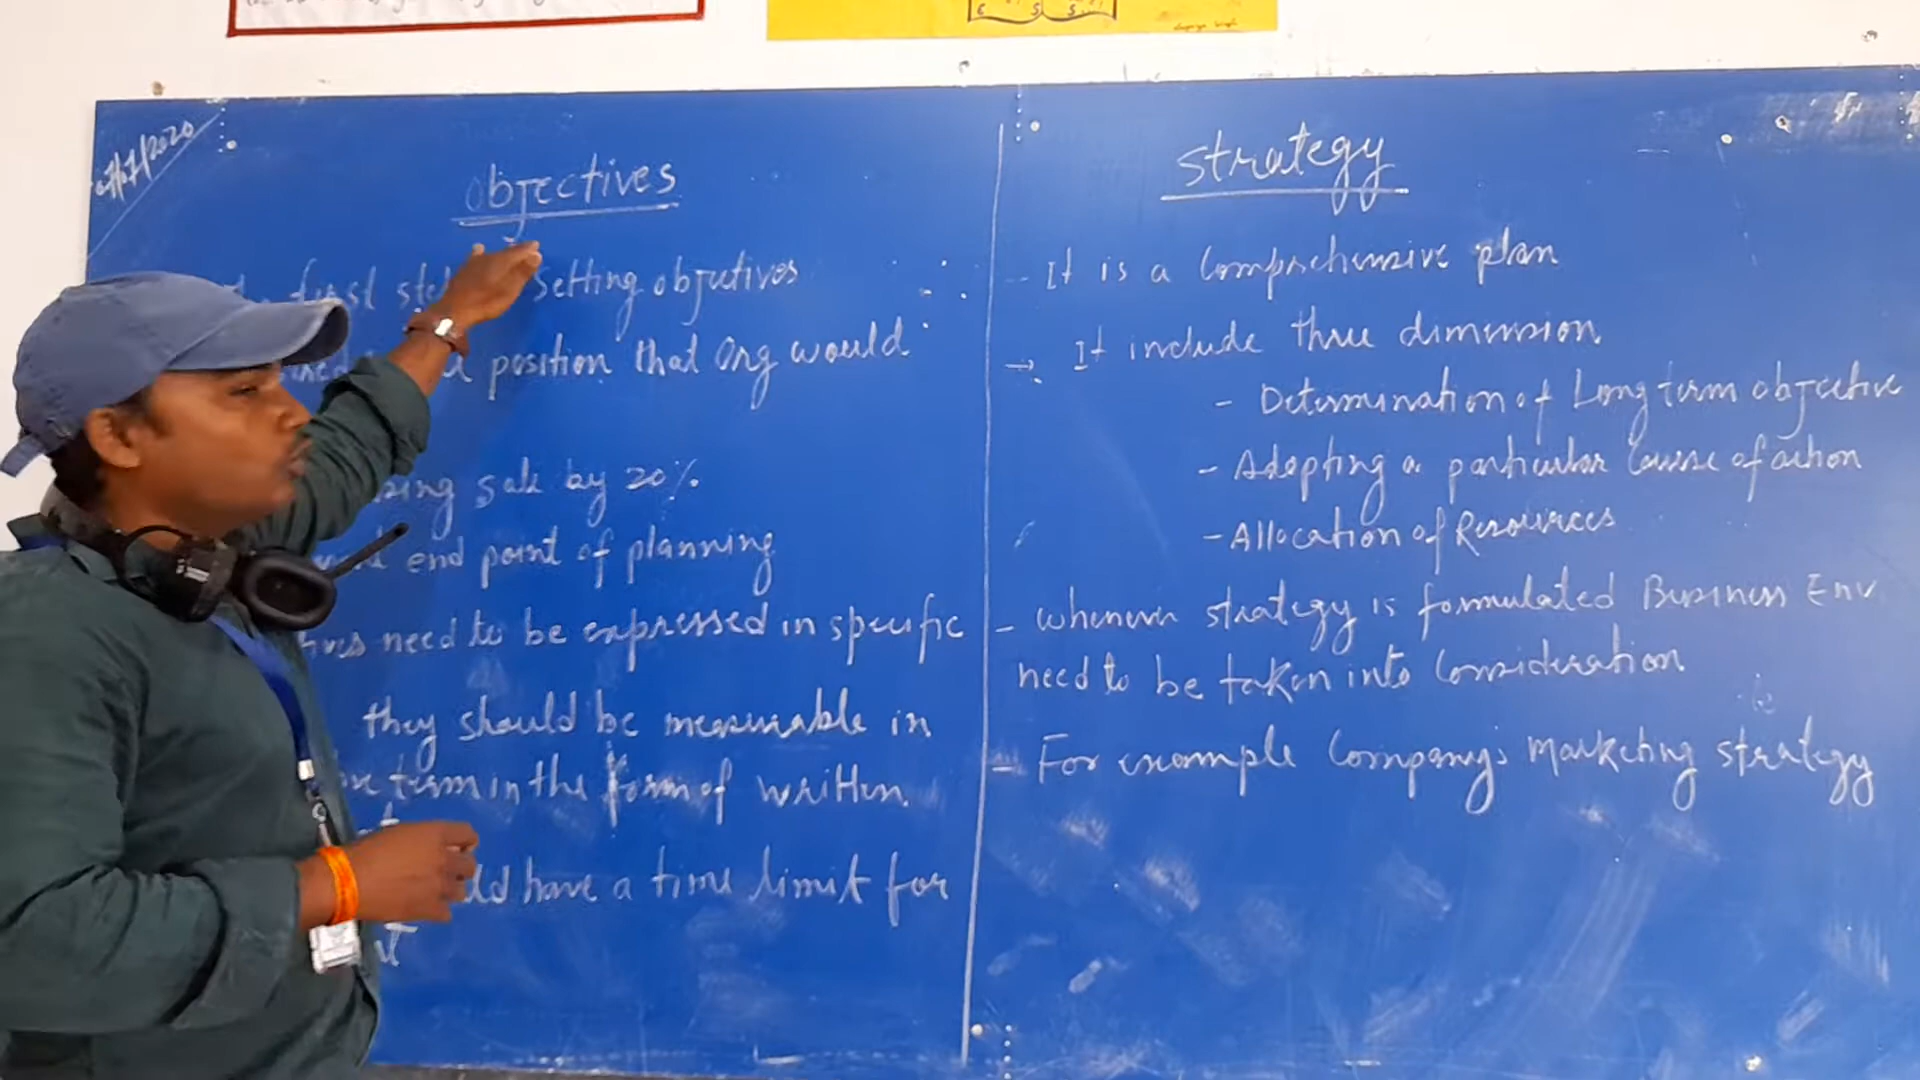 07/07/2020
objectives
first step setting objectives
position that Org would
sale by 20%.
end point of planning
need to be expressed in specific
they should be measurable in
term in the form of written
have a time limit for
strategy
- It is a Comprehensive plan
→ It include three dimension
- Determination of Long term objective
- Adopting a particular Course of action
- Allocation of Resources
- whenever strategy is formulated Business Env
need to be taken into Consideration
- For example Company's marketing strategy